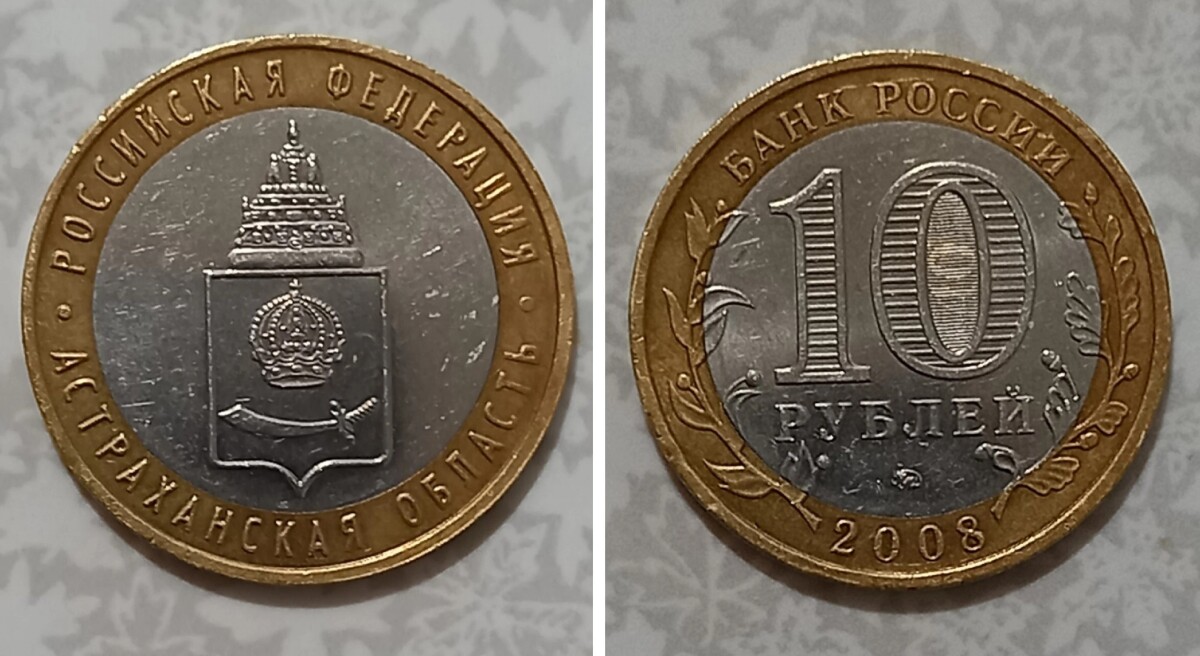 РОССИЙСКАЯ ФЕДЕРАЦИЯ
АСТРАХАНСКАЯ ОБЛАСТЬ
БАНК РОССИИ
10
РУБЛЕЙ
2008